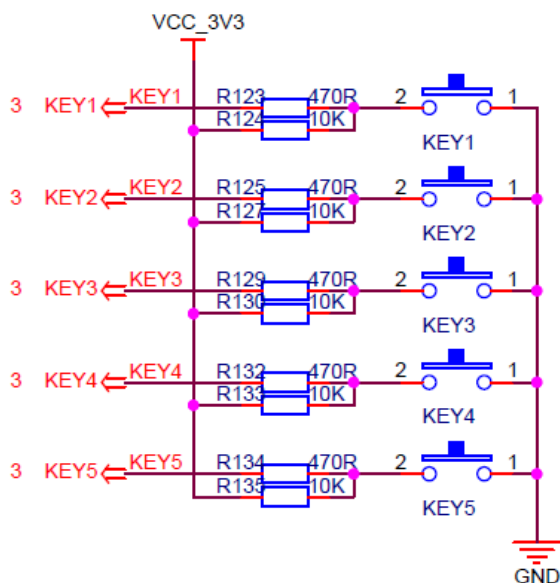 VCC_3V3
3 KEY1 KEY1 R123 470R 2 1
R124 10K
KEY1
3 KEY2 KEY2 R125 470R 2 1
R127 10K
KEY2
3 KEY3 KEY3 R129 470R 2 1
R130 10K
KEY3
3 KEY4 KEY4 R132 470R 2 1
R133 10K
KEY4
3 KEY5 KEY5 R134 470R 2 1
R135 10K
KEY5
GND